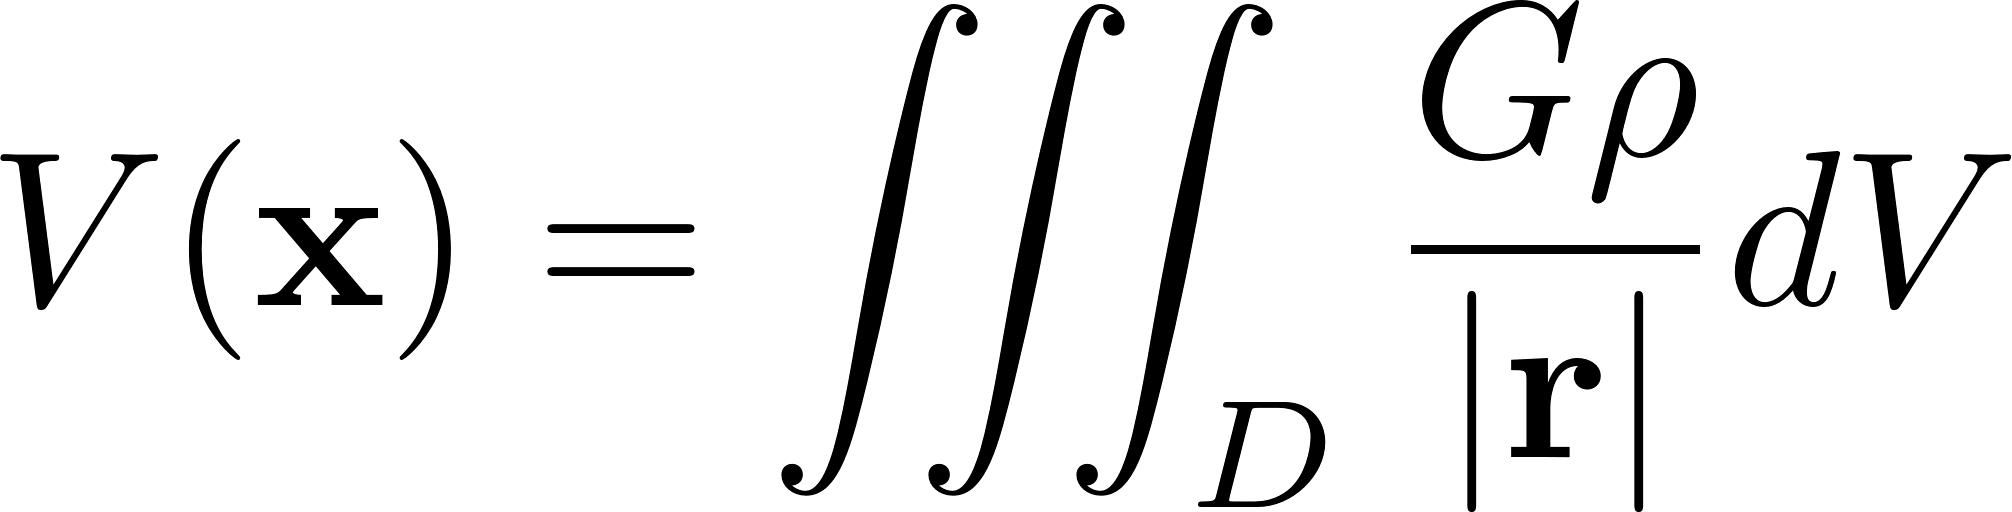 V(𝐱) = ∭_D Gρ/|𝐫| dV